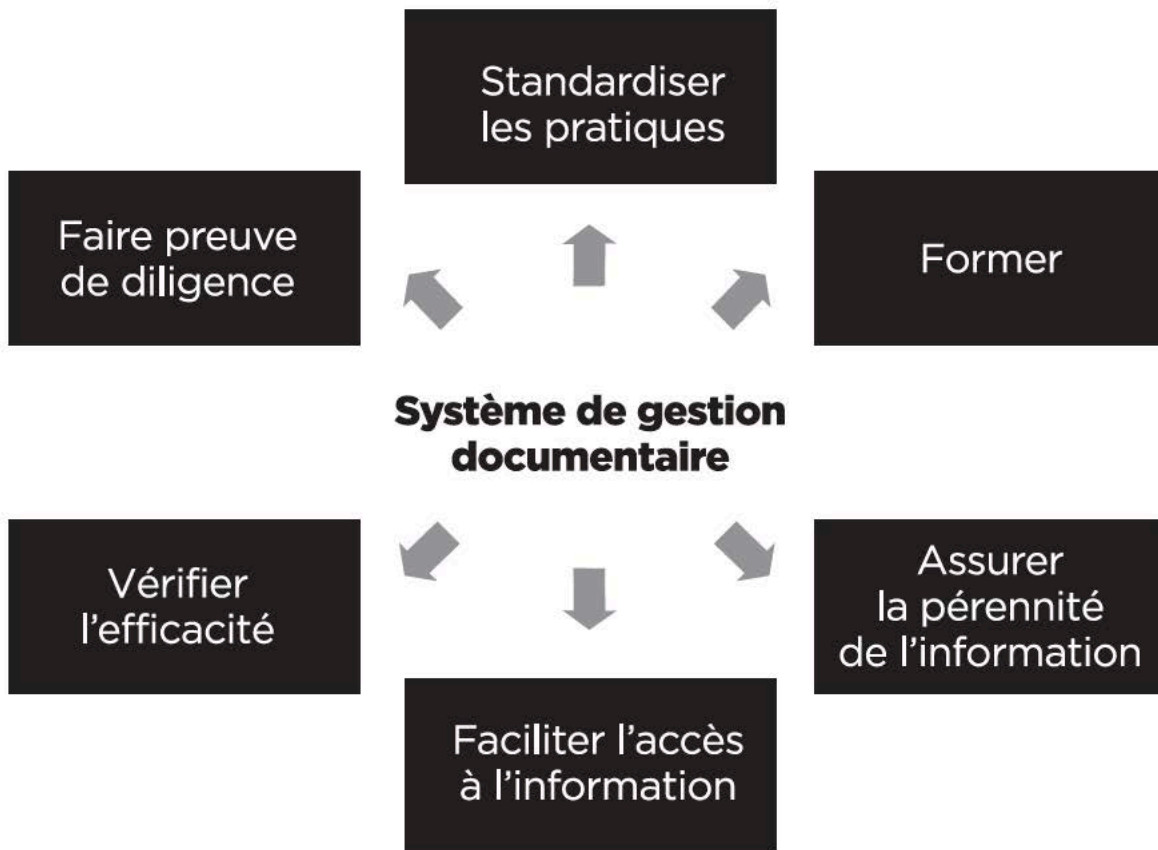 Standardiser
les pratiques
Faire preuve
de diligence
Former
Système de gestion
documentaire
Vérifier
l’efficacité
Assurer
la pérennité
de l’information
Faciliter l’accès
à l’information